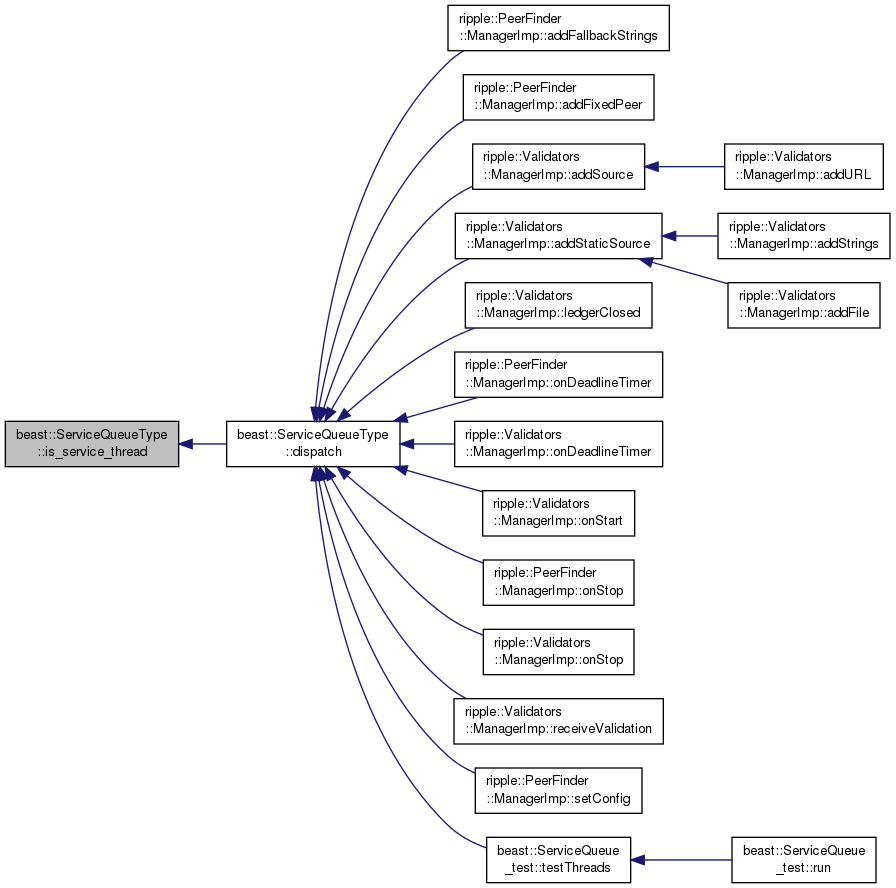 ripple::PeerFinder
::ManagerImp::addFallbackStrings
ripple::PeerFinder
::ManagerImp::addFixedPeer
ripple::Validators
::ManagerImp::addSource
ripple::Validators
::ManagerImp::addURL
ripple::Validators
::ManagerImp::addStaticSource
ripple::Validators
::ManagerImp::addStrings
ripple::Validators
::ManagerImp::ledgerClosed
ripple::Validators
::ManagerImp::addFile
ripple::PeerFinder
::ManagerImp::onDeadlineTimer
beast::ServiceQueueType
::is_service_thread
beast::ServiceQueueType
::dispatch
ripple::Validators
::ManagerImp::onDeadlineTimer
ripple::Validators
::ManagerImp::onStart
ripple::PeerFinder
::ManagerImp::onStop
ripple::Validators
::ManagerImp::onStop
ripple::Validators
::ManagerImp::receiveValidation
ripple::PeerFinder
::ManagerImp::setConfig
beast::ServiceQueue
_test::testThreads
beast::ServiceQueue
_test::run